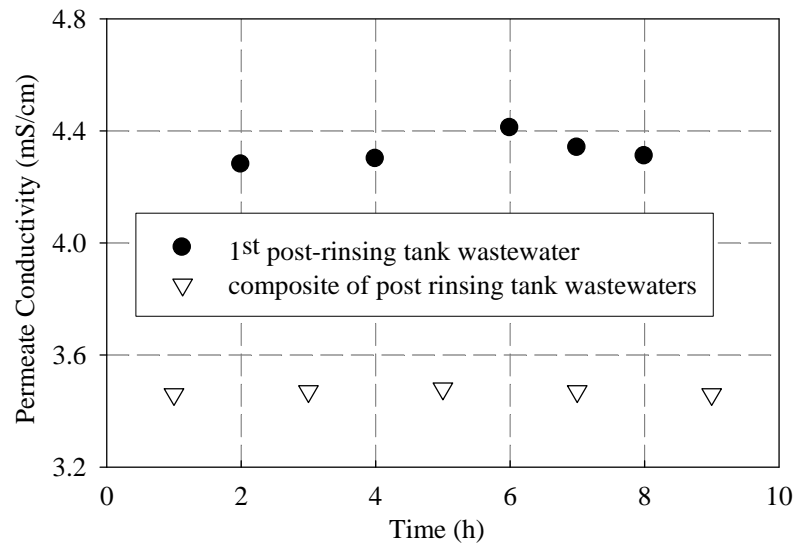 4.8
4.4
4.0
3.6
3.2
Permeate Conductivity (mS/cm)
1st post-rinsing tank wastewater
composite of post rinsing tank wastewaters
0 2 4 6 8 10
Time (h)